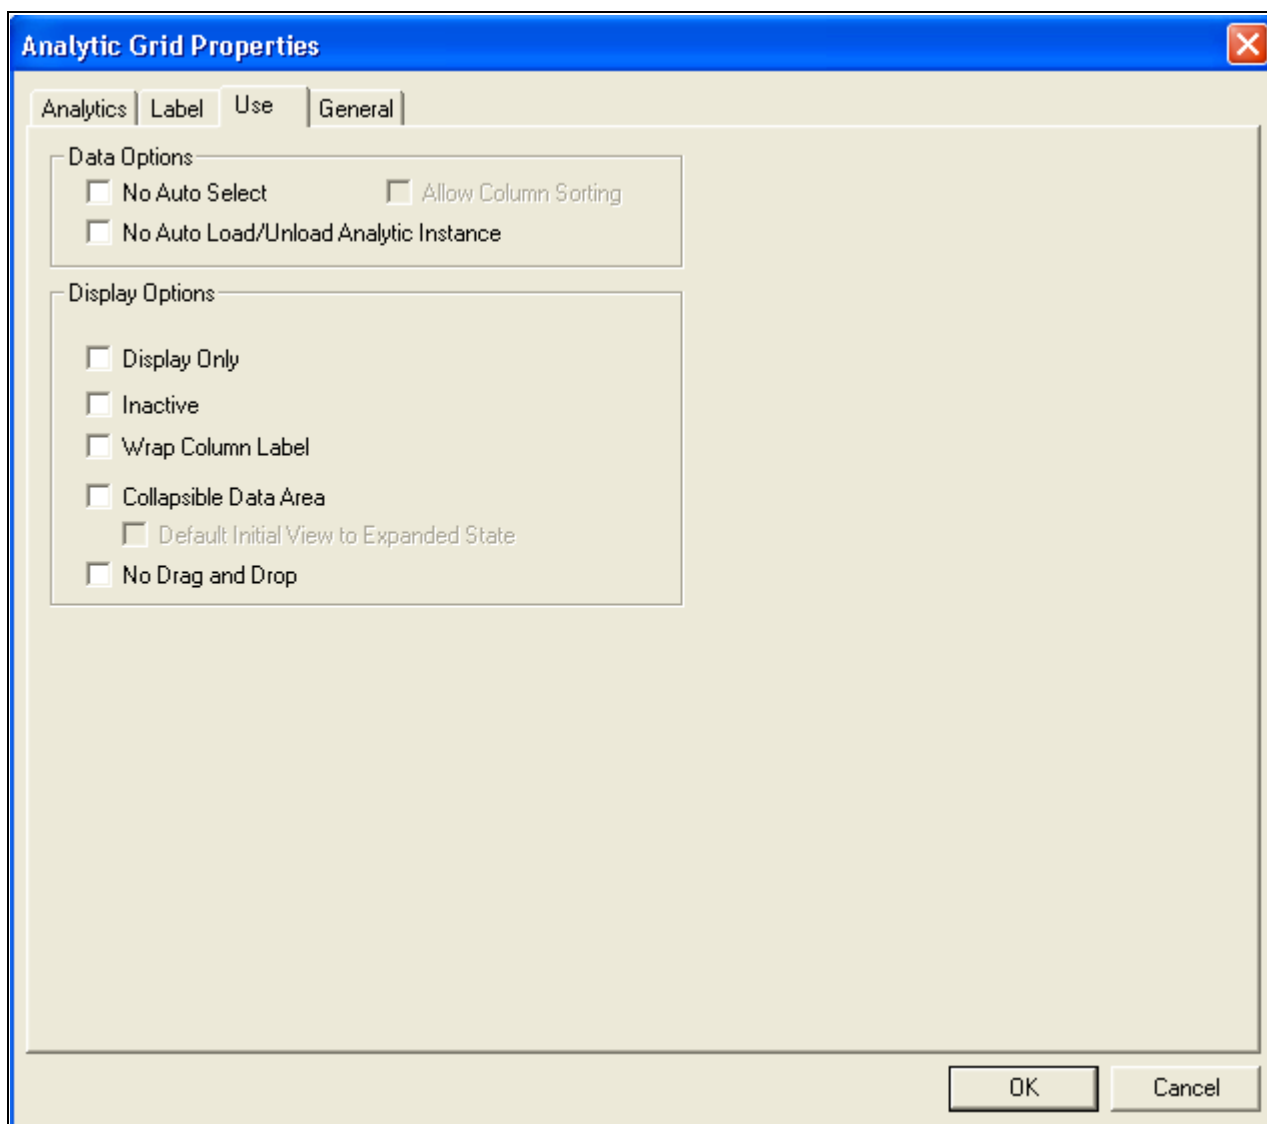 Analytic Grid Properties
Analytics Label Use General
Data Options
No Auto Select Allow Column Sorting
No Auto Load/Unload Analytic Instance
Display Options
Display Only
Inactive
Wrap Column Label
Collapsible Data Area
Default Initial View to Expanded State
No Drag and Drop
OK Cancel